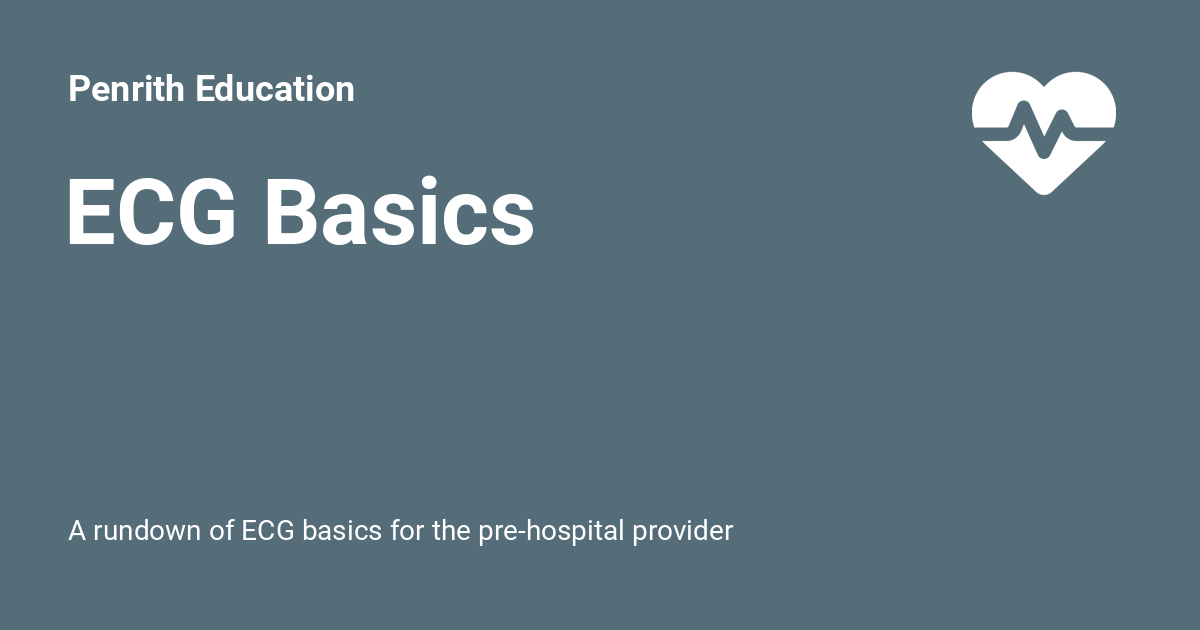 Penrith Education
ECG Basics
A rundown of ECG basics for the pre-hospital provider